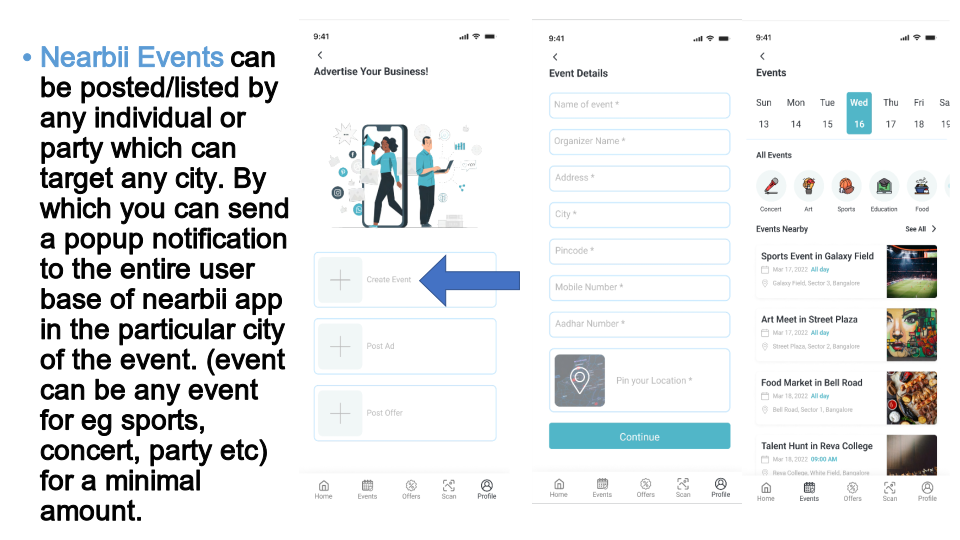 • Nearbii Events can
be posted/listed by
any individual or
party which can
target any city. By
which you can send
a popup notification
to the entire user
base of nearbii app
in the particular city
of the event. (event
can be any event
for eg sports,
concert, party etc)
for a minimal
amount.
9:41
Advertise Your Business!
Create Event
Post Ad
Post Offer
Home Events Offers Scan Profile
9:41
Event Details
Name of event *
Organizer Name *
Address *
City *
Pincode *
Mobile Number *
Aadhar Number *
Pin your Location *
Continue
Home Events Offers Scan Profile
9:41
Events
Sun Mon Tue Wed Thu Fri Sa
13 14 15 16 17 18 19
All Events
Concert Art Sports Education Food
Events Nearby See All
Sports Event in Galaxy Field
Mar 17, 2022 All day
Galaxy Field, Sector 3, Bangalore
Art Meet in Street Plaza
Mar 17, 2022 All day
Street Plaza, Sector 2, Bangalore
Food Market in Bell Road
Mar 18, 2022 All day
Bell Road, Sector 1, Bangalore
Talent Hunt in Reva College
Mar 18, 2022 09:00 AM
Reva College, White Field, Bangalore
Home Events Offers Scan Profile